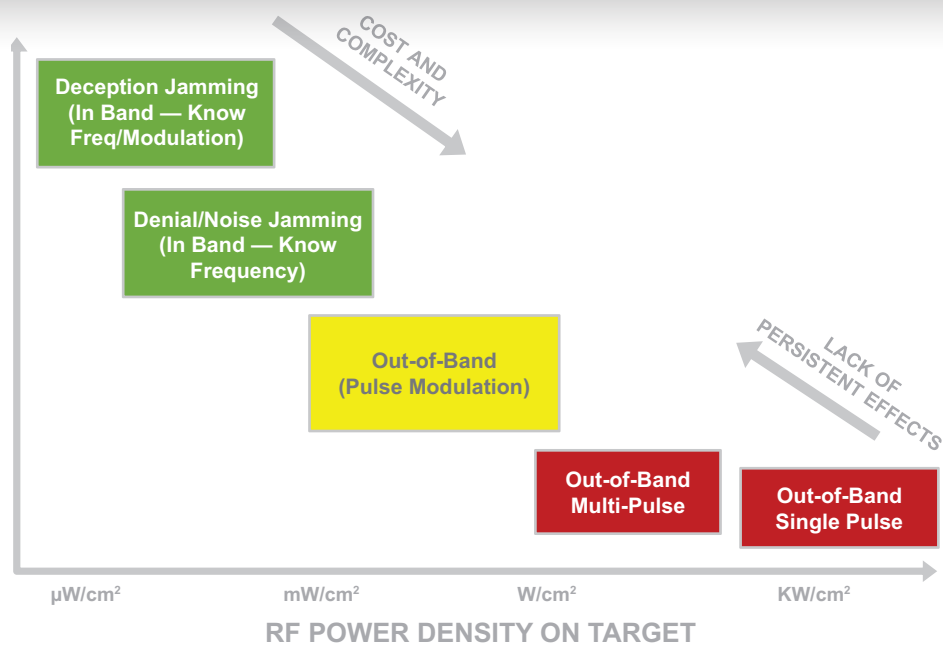 COST AND
COMPLEXITY
Deception Jamming
(In Band — Know
Freq/Modulation)
Denial/Noise Jamming
(In Band — Know
Frequency)
Out-of-Band
(Pulse Modulation)
LACK OF
PERSISTENT EFFECTS
Out-of-Band
Multi-Pulse
Out-of-Band
Single Pulse
µW/cm²
mW/cm²
W/cm²
KW/cm²
RF POWER DENSITY ON TARGET